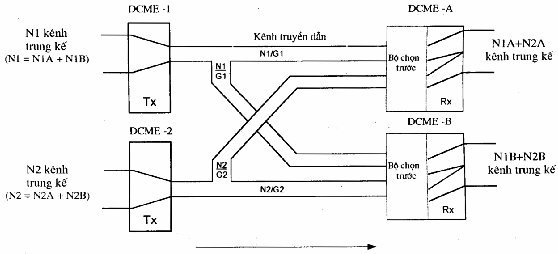 DCME -1
N1 kênh
trung kế
(N1 = N1A + N1B)
Tx
Kênh truyền dẫn
N1/G1
N1
G1
DCME -A
Bộ chọn
trước
Rx
N1A+N2A
kênh trung kế
DCME -2
N2 kênh
trung kế
(N2 = N2A + N2B)
Tx
N2
G2
N2/G2
DCME -B
Bộ chọn
trước
Rx
N1B+N2B
kênh trung kế